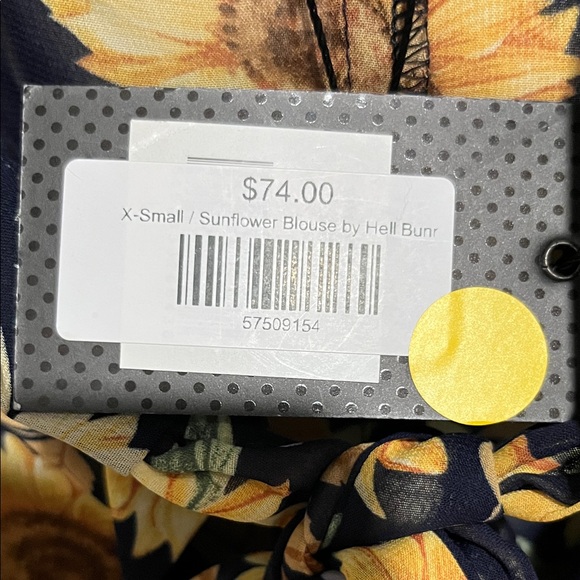 $74.00
X-Small / Sunflower Blouse by Hell Bunr
57509154